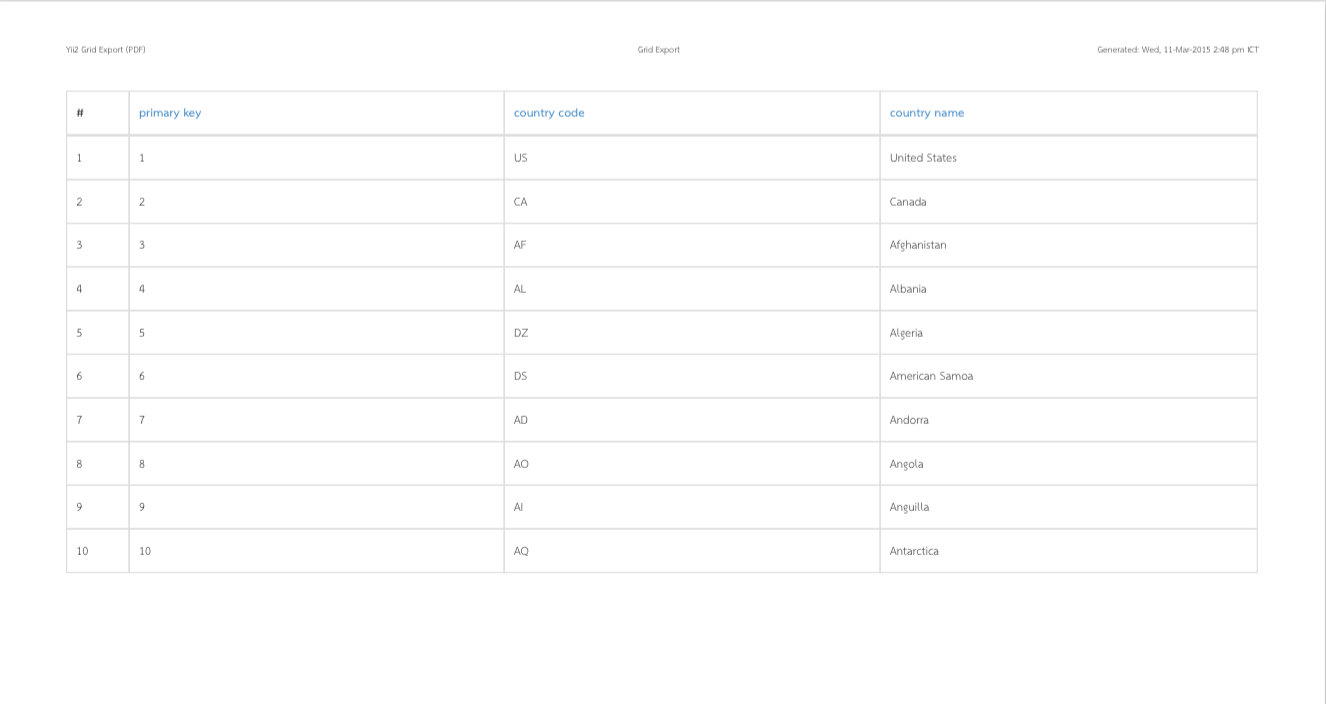 Yii2 Grid Export (PDF) Grid Export Generated: Wed, 11-Mar-2015 2:48 pm ICT
# primary key country code country name
1 1 US United States
2 2 CA Canada
3 3 AF Afghanistan
4 4 AL Albania
5 5 DZ Algeria
6 6 DS American Samoa
7 7 AD Andorra
8 8 AO Angola
9 9 AI Anguilla
10 10 AQ Antarctica